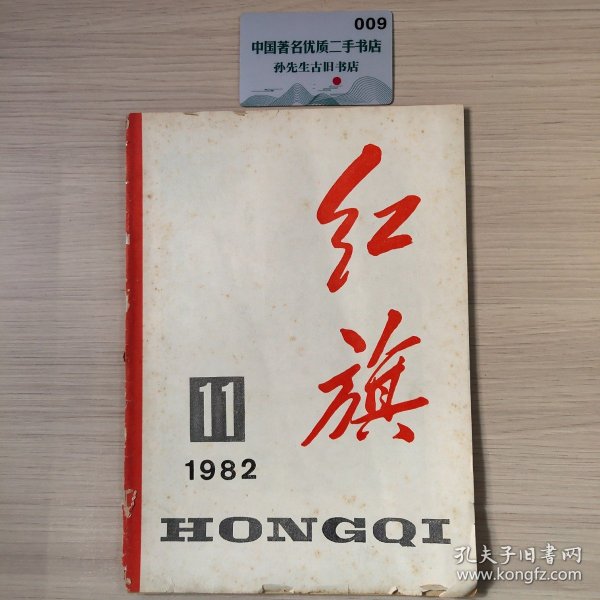 009
中国著名优质二手书店
孙先生古旧书店
红旗
11
1982
HONGQI
孔夫子旧书网
www.kongfz.com